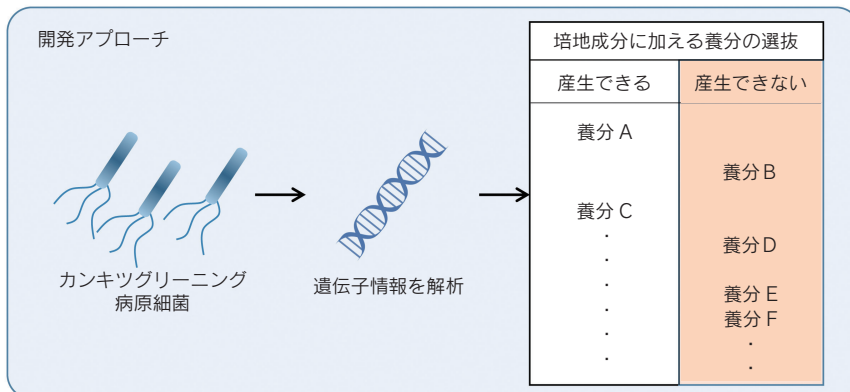 開発アプローチ
カンキツグリーニング
病原細菌
遺伝子情報を解析
培地成分に加える養分の選抜
産生できる
産生できない
養分 A
養分 B
養分 C
養分 D
養分 E
養分 F